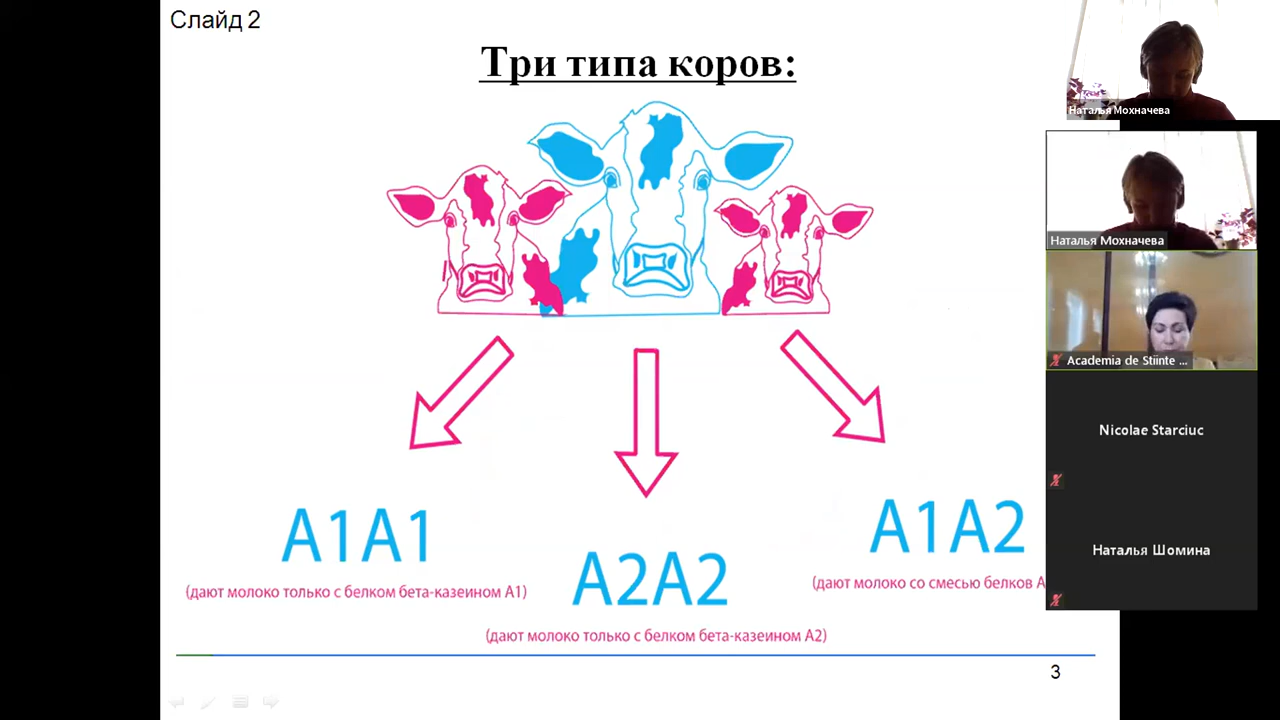 Слайд 2
Три типа коров:
A1A1
(дают молоко только с белком бета-казеином А1)
A2A2
(дают молоко только с белком бета-казеином А2)
A1A2
(дают молоко со смесью белков А
3
Наталья Мохначева
Наталья Мохначева
Academia de Stiinte ...
Nicolae Starciuc
Наталья Шомина